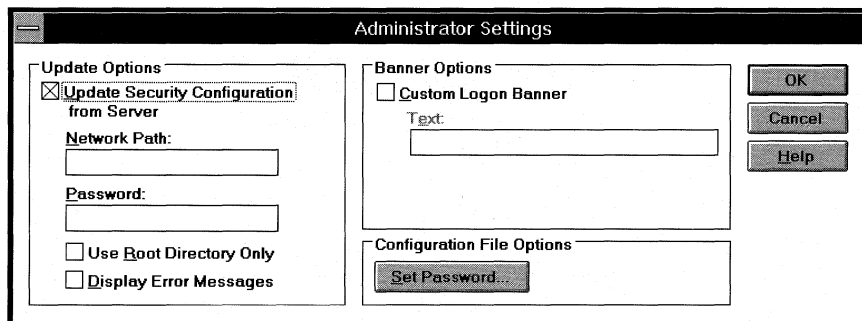 Administrator Settings
Update Options
Update Security Configuration
from Server
Network Path:
Password:
Use Root Directory Only
Display Error Messages
Banner Options
Custom Logon Banner
Text:
Configuration File Options
Set Password...
OK
Cancel
Help